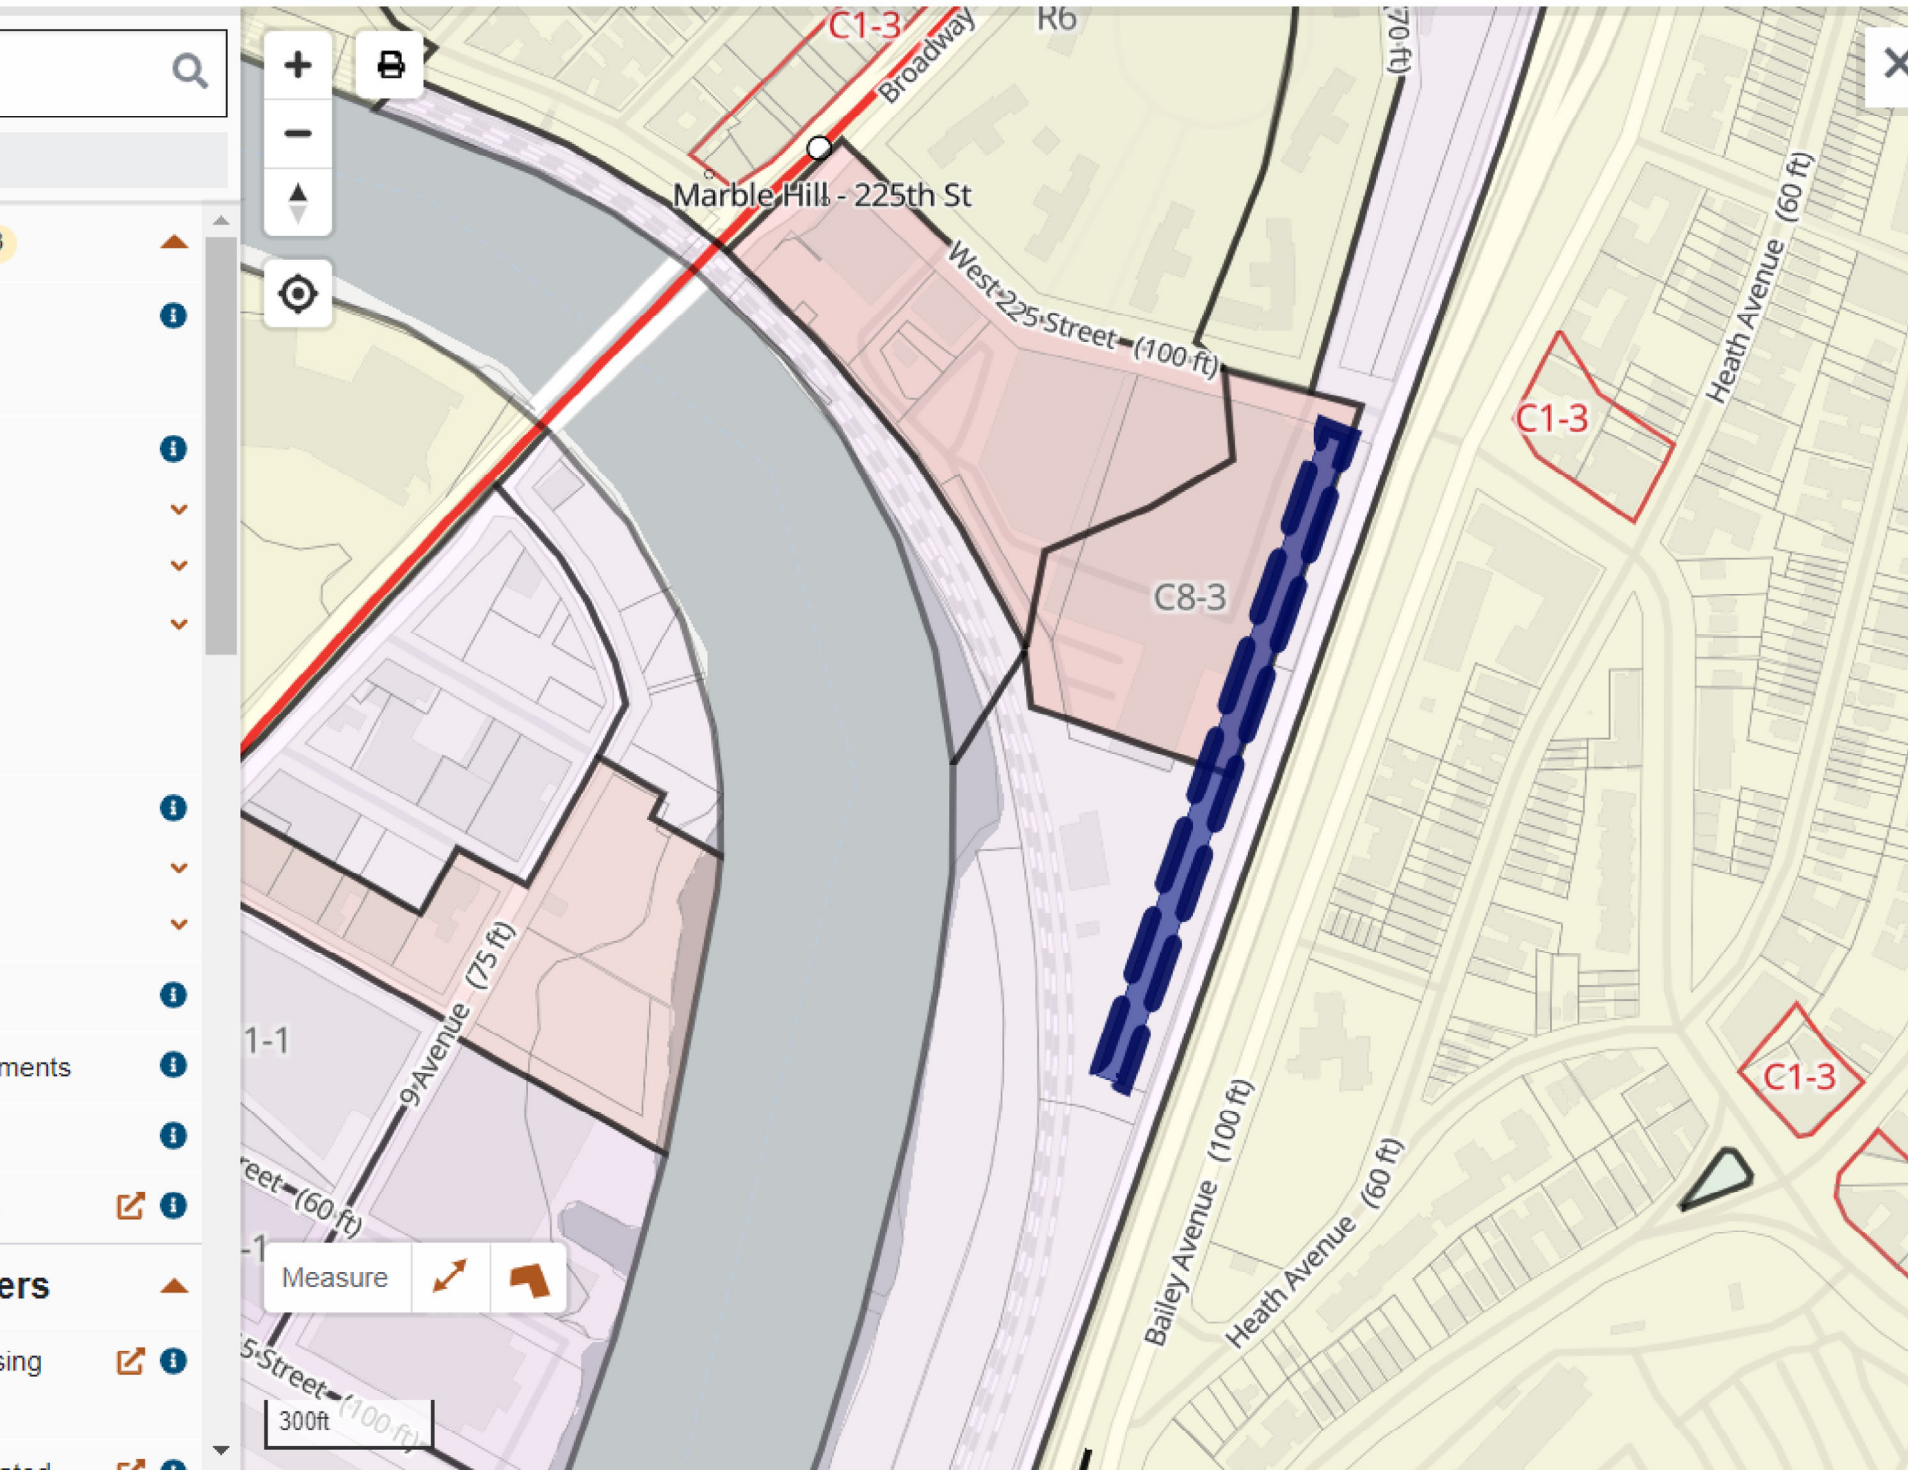 C1-3
Broadway
R6
70 ft)
Marble Hill - 225th St
West 225 Street (100 ft)
Heath Avenue (60 ft)
C1-3
C8-3
9 Avenue (75 ft)
1-1
ments
reet (60 ft)
-1
Measure
ers
sing
5 Street (100 ft)
300ft
Bailey Avenue (100 ft)
Heath Avenue (60 ft)
C1-3